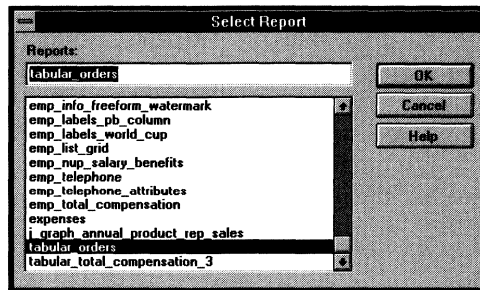 Select Report
Reports:
tabular_orders
OK
Cancel
Help
emp_info_freeform_watermark
emp_labels_pb_column
emp_labels_world_cup
emp_list_grid
emp_nup_salary_benefits
emp_telephone
emp_telephone_attributes
emp_total_compensation
expenses
j_graph_annual_product_rep_sales
tabular_orders
tabular_total_compensation_3